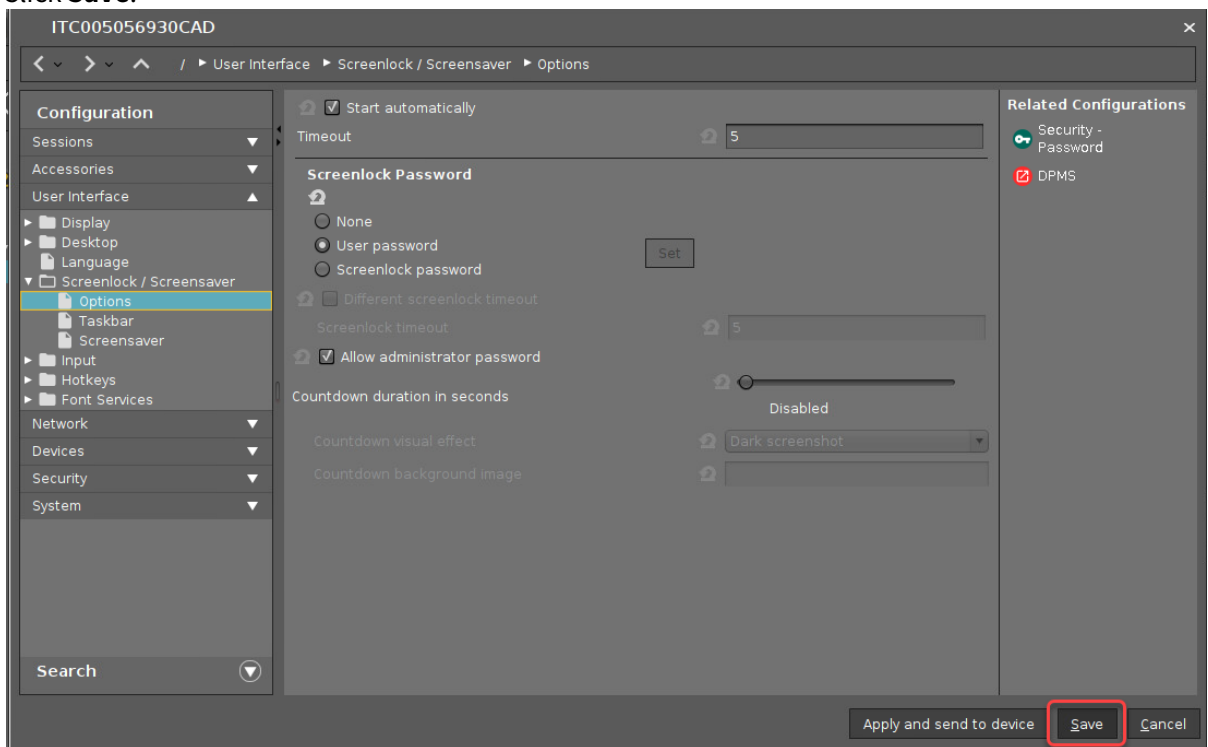 Click Save.
ITC005056930CAD
/ User Interface Screenlock / Screensaver Options
Configuration
Sessions
Accessories
User Interface
Display
Desktop
Language
Screenlock / Screensaver
Options
Taskbar
Screensaver
Input
Hotkeys
Font Services
Network
Devices
Security
System
Search
Start automatically
Timeout 5
Screenlock Password
None
User password
Set
Screenlock password
Different screenlock timeout
Screenlock timeout 5
Allow administrator password
Countdown duration in seconds
Disabled
Countdown visual effect Dark screenshot
Countdown background image
Related Configurations
Security -
Password
DPMS
Apply and send to device Save Cancel